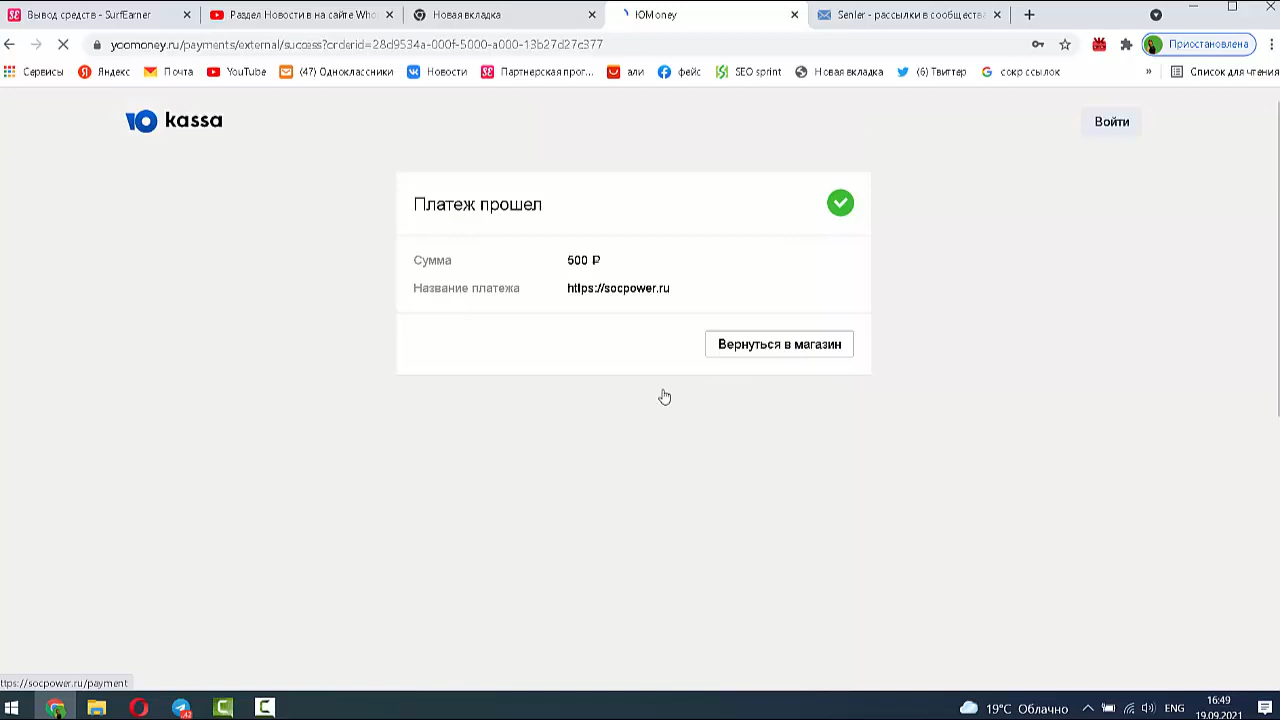 Вывод средств - SurfEarner
Раздел Новости в на сайте Who
Новая вкладка
ЮMoney
Senler - рассылки в сообществ
yoomoney.ru/payments/external/success?orderid=28d9534a-000f-5000-a000-13b27d27c377
Приостановлена
Сервисы
Яндекс
Почта
YouTube
(47) Одноклассники
Новости
Партнерская прог...
али
фейс
SEO sprint
Новая вкладка
(6) Твиттер
сокр ссылок
»
Список для чтения
Ю kassa
Войти
Платеж прошел
Сумма 500 ₽
Название платежа https://socpower.ru
Вернуться в магазин
ttps://socpower.ru/payment
42
19°C Облачно
ENG
16:49
19.09.2021